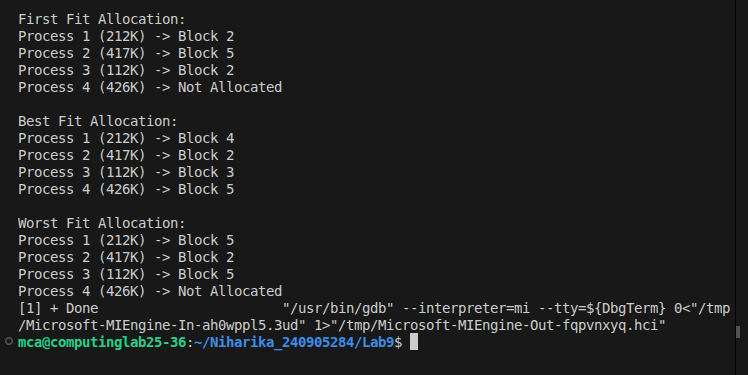 First Fit Allocation:
Process 1 (212K) -> Block 2
Process 2 (417K) -> Block 5
Process 3 (112K) -> Block 2
Process 4 (426K) -> Not Allocated
Best Fit Allocation:
Process 1 (212K) -> Block 4
Process 2 (417K) -> Block 2
Process 3 (112K) -> Block 3
Process 4 (426K) -> Block 5
Worst Fit Allocation:
Process 1 (212K) -> Block 5
Process 2 (417K) -> Block 2
Process 3 (112K) -> Block 5
Process 4 (426K) -> Not Allocated
[1] + Done                       "/usr/bin/gdb" --interpreter=mi --tty=${DbgTerm} 0<"/tmp
/Microsoft-MIEngine-In-ah0wppl5.3ud" 1>"/tmp/Microsoft-MIEngine-Out-fqpvnxyq.hci"
mca@computinglab25-36:~/Niharika_240905284/Lab9$